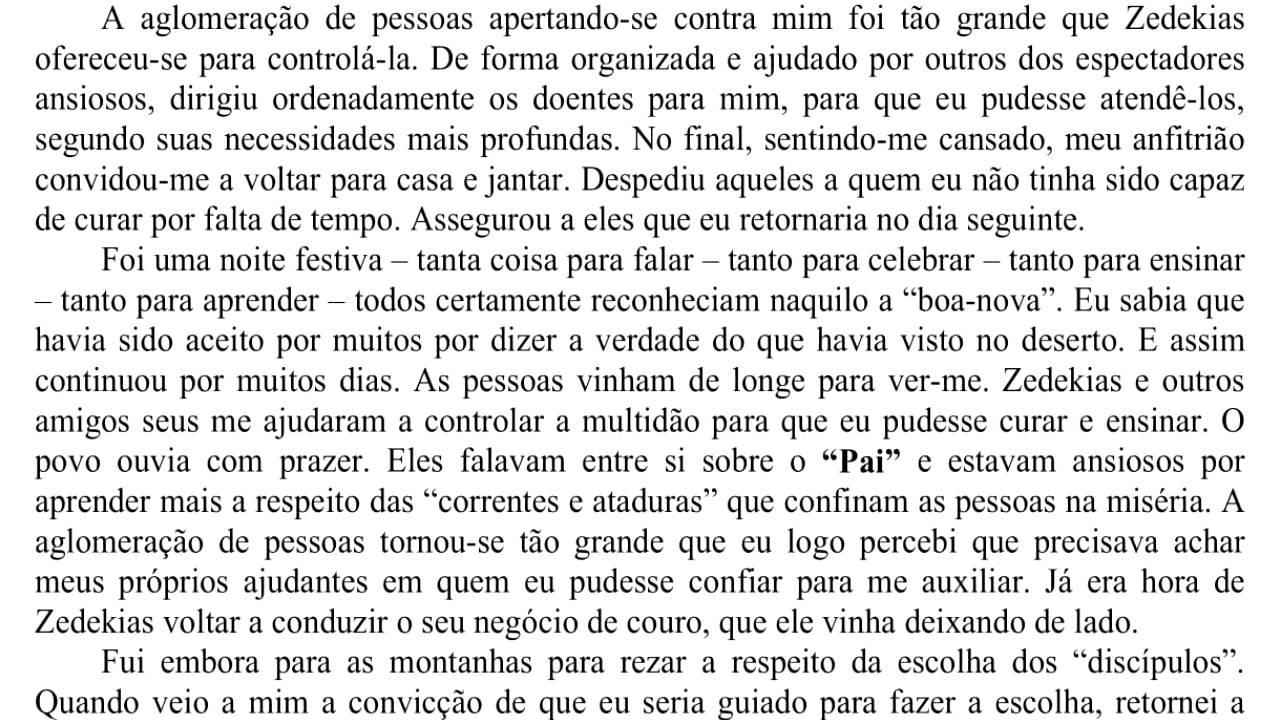 A aglomeração de pessoas apertando-se contra mim foi tão grande que Zedekias
ofereceu-se para controlá-la. De forma organizada e ajudado por outros dos espectadores
ansiosos, dirigiu ordenadamente os doentes para mim, para que eu pudesse atendê-los,
segundo suas necessidades mais profundas. No final, sentindo-me cansado, meu anfitrião
convidou-me a voltar para casa e jantar. Despediu aqueles a quem eu não tinha sido capaz
de curar por falta de tempo. Assegurou a eles que eu retornaria no dia seguinte.
Foi uma noite festiva – tanta coisa para falar – tanto para celebrar – tanto para ensinar
– tanto para aprender – todos certamente reconheciam naquilo a “boa-nova”. Eu sabia que
havia sido aceito por muitos por dizer a verdade do que havia visto no deserto. E assim
continuou por muitos dias. As pessoas vinham de longe para ver-me. Zedekias e outros
amigos seus me ajudaram a controlar a multidão para que eu pudesse curar e ensinar. O
povo ouvia com prazer. Eles falavam entre si sobre o “Pai” e estavam ansiosos por
aprender mais a respeito das “correntes e ataduras” que confinam as pessoas na miséria. A
aglomeração de pessoas tornou-se tão grande que eu logo percebi que precisava achar
meus próprios ajudantes em quem eu pudesse confiar para me auxiliar. Já era hora de
Zedekias voltar a conduzir o seu negócio de couro, que ele vinha deixando de lado.
Fui embora para as montanhas para rezar a respeito da escolha dos “discípulos”.
Quando veio a mim a convicção de que eu seria guiado para fazer a escolha, retornei a